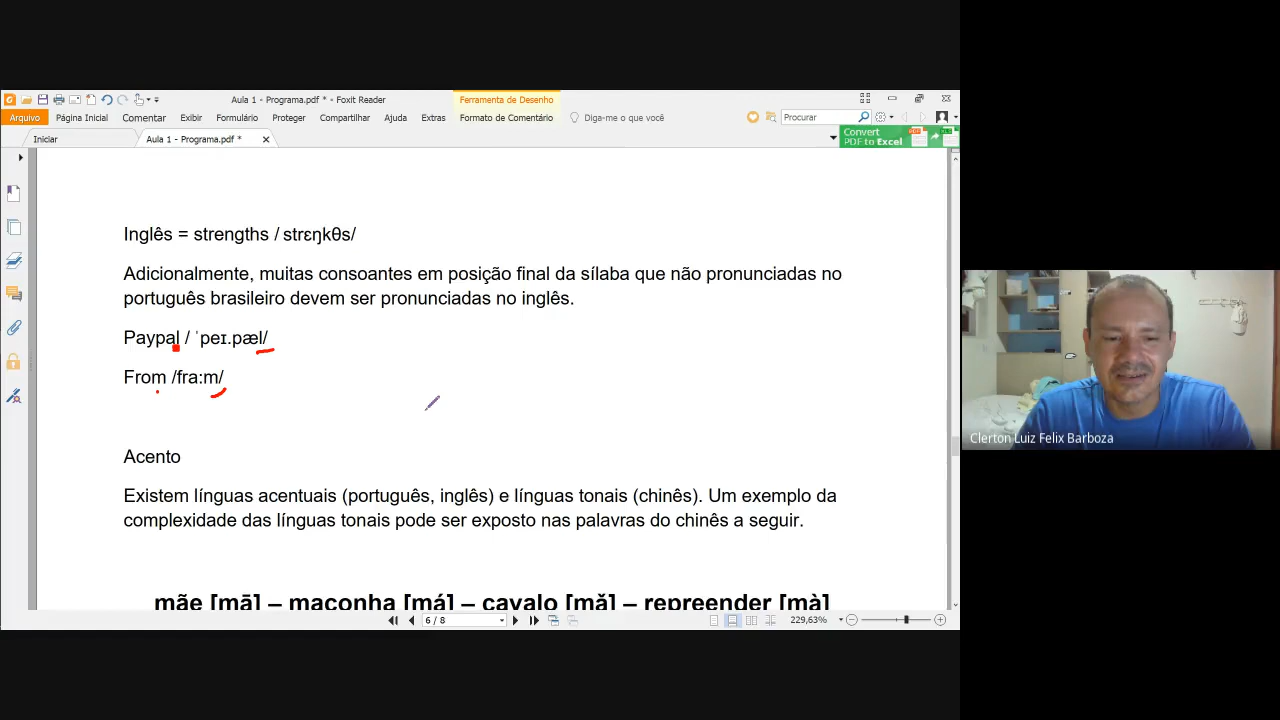 Aula 1 - Programa.pdf * - Foxit Reader
Ferramenta de Desenho
Arquivo Página Inicial Comentar Exibir Formulário Proteger Compartilhar Ajuda Extras Formato de Comentário Diga-me o que você Procurar
Iniciar
Aula 1 - Programa.pdf *
Convert
PDF to Excel
Inglês = strengths / strɛŋkθs/
Adicionalmente, muitas consoantes em posição final da sílaba que não pronunciadas no
português brasileiro devem ser pronunciadas no inglês.
Paypal / ˈpeɪ.pæl/
From /fra:m/
Acento
Existem línguas acentuais (português, inglês) e línguas tonais (chinês). Um exemplo da
complexidade das línguas tonais pode ser exposto nas palavras do chinês a seguir.
mãe [mā] – maconha [má] – cavalo [mǎ] – repreender [mà]
6 / 8
229,63%
Clerton Luiz Felix Barboza